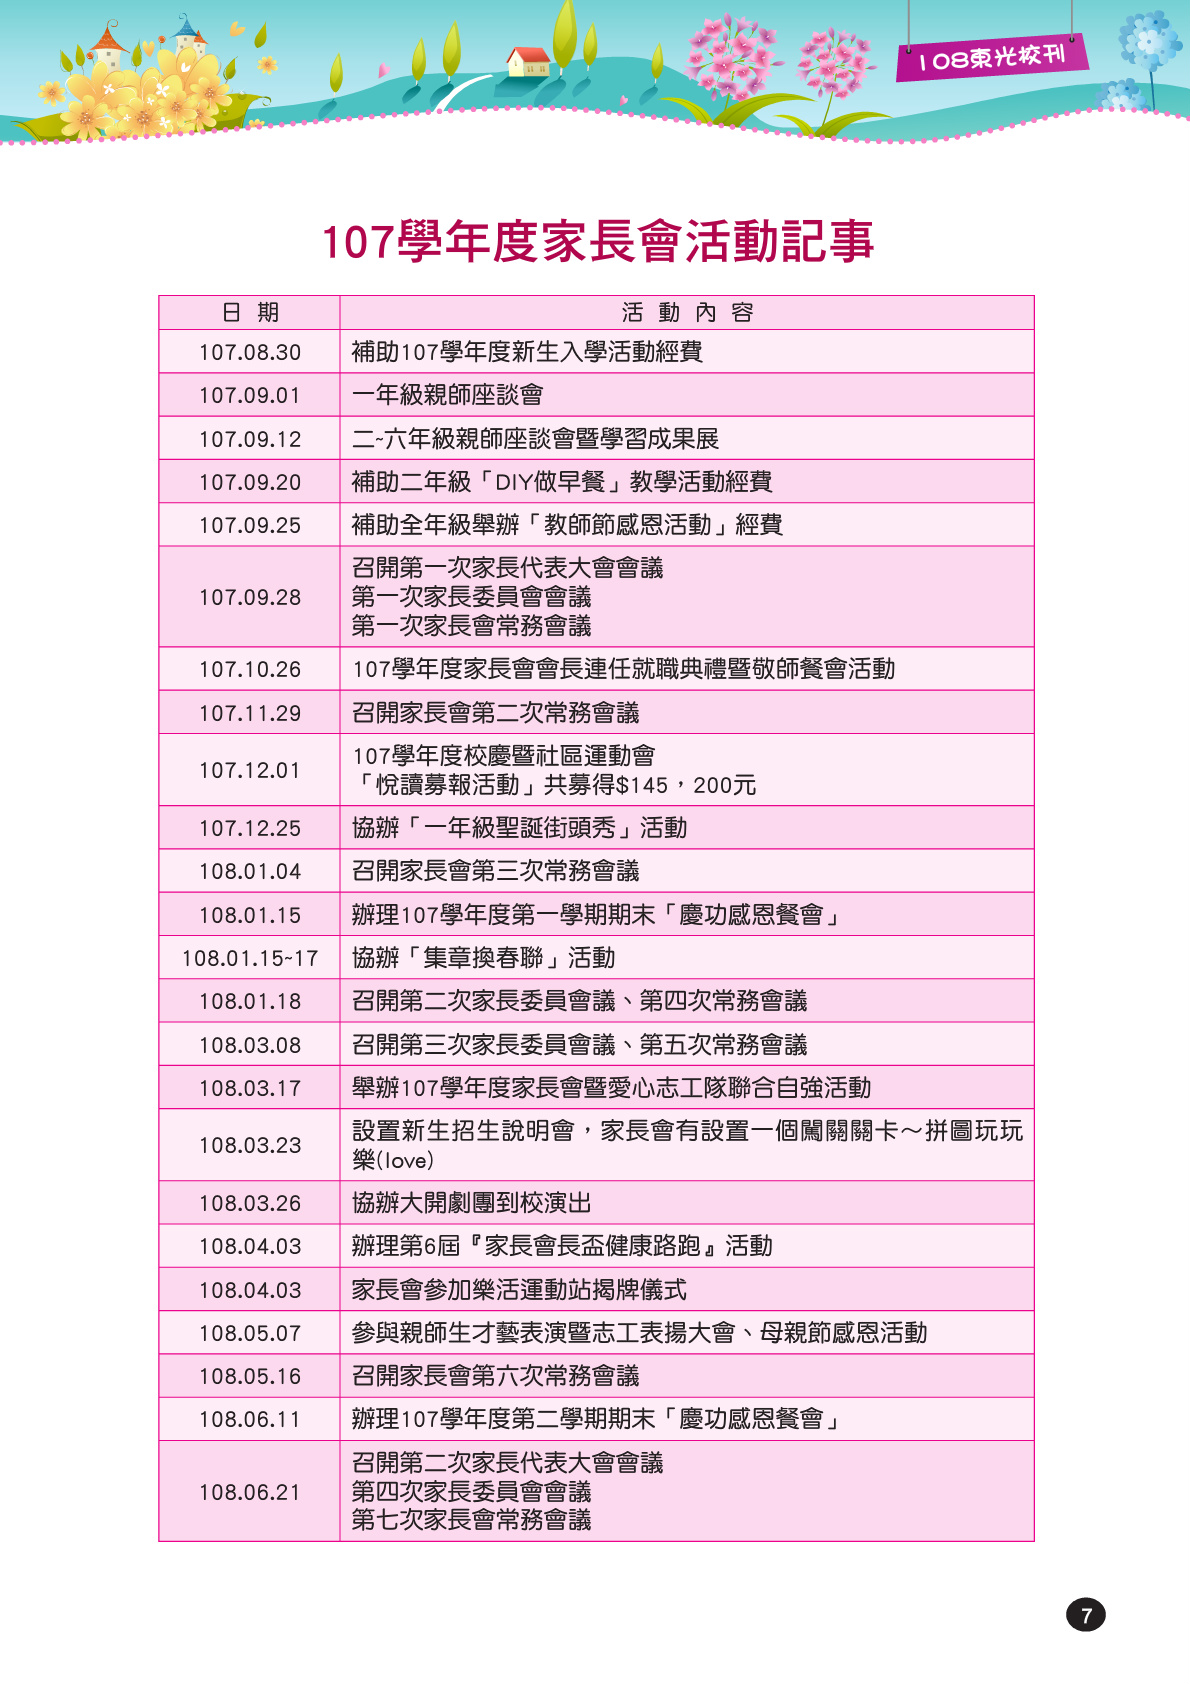 108東光校刊
107學年度家長會活動記事
日 期 活 動 內 容
107.08.30 補助107學年度新生入學活動經費
107.09.01 一年級親師座談會
107.09.12 二~六年級親師座談會暨學習成果展
107.09.20 補助二年級「DIY做早餐」教學活動經費
107.09.25 補助全年級舉辦「教師節感恩活動」經費
107.09.28 召開第一次家長代表大會會議
第一次家長委員會會議
第一次家長會常務會議
107.10.26 107學年度家長會會長連任就職典禮暨敬師餐會活動
107.11.29 召開家長會第二次常務會議
107.12.01 107學年度校慶暨社區運動會
「悅讀募報活動」共募得$145，200元
107.12.25 協辦「一年級聖誕街頭秀」活動
108.01.04 召開家長會第三次常務會議
108.01.15 辦理107學年度第一學期期末「慶功感恩餐會」
108.01.15~17 協辦「集章換春聯」活動
108.01.18 召開第二次家長委員會議、第四次常務會議
108.03.08 召開第三次家長委員會議、第五次常務會議
108.03.17 舉辦107學年度家長會暨愛心志工隊聯合自強活動
108.03.23 設置新生招生說明會，家長會有設置一個闖關關卡～拼圖玩玩
樂(love)
108.03.26 協辦大開劇團到校演出
108.04.03 辦理第6屆『家長會長盃健康路跑』活動
108.04.03 家長會參加樂活運動站揭牌儀式
108.05.07 參與親師生才藝表演暨志工表揚大會、母親節感恩活動
108.05.16 召開家長會第六次常務會議
108.06.11 辦理107學年度第二學期期末「慶功感恩餐會」
108.06.21 召開第二次家長代表大會會議
第四次家長委員會會議
第七次家長會常務會議
7